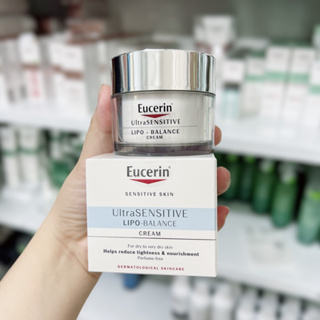 Eucerin
UltraSENSITIVE
LIPO - BALANCE
CREAM
Eucerin
SENSITIVE SKIN
UltraSENSITIVE
LIPO-BALANCE
CREAM
For dry to very dry skin
Helps reduce tightness & nourishment
Perfume-free
DERMATOLOGICAL SKINCARE